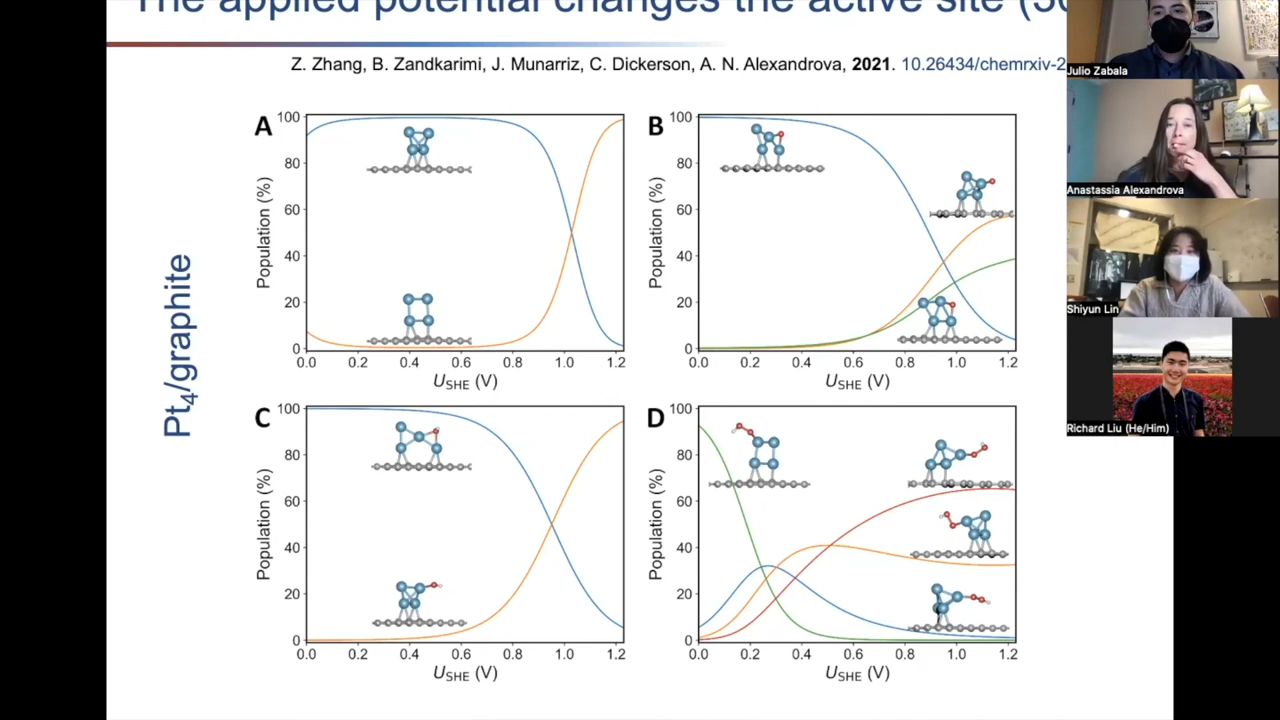 The applied potential changes the active site (
Z. Zhang, B. Zandkarimi, J. Munarriz, C. Dickerson, A. N. Alexandrova, 2021. 10.26434/chemrxiv-2
Pt4/graphite
A
Population (%)
100
80
60
40
20
0
0.0 0.2 0.4 0.6 0.8 1.0 1.2
USHE (V)
B
Population (%)
100
80
60
40
20
0
0.0 0.2 0.4 0.6 0.8 1.0 1.2
USHE (V)
C
Population (%)
100
80
60
40
20
0
0.0 0.2 0.4 0.6 0.8 1.0 1.2
USHE (V)
D
Population (%)
100
80
60
40
20
0
0.0 0.2 0.4 0.6 0.8 1.0 1.2
USHE (V)
Julio Zabala
Anastassia Alexandrova
Shiyun Lin
Richard Liu (He/Him)